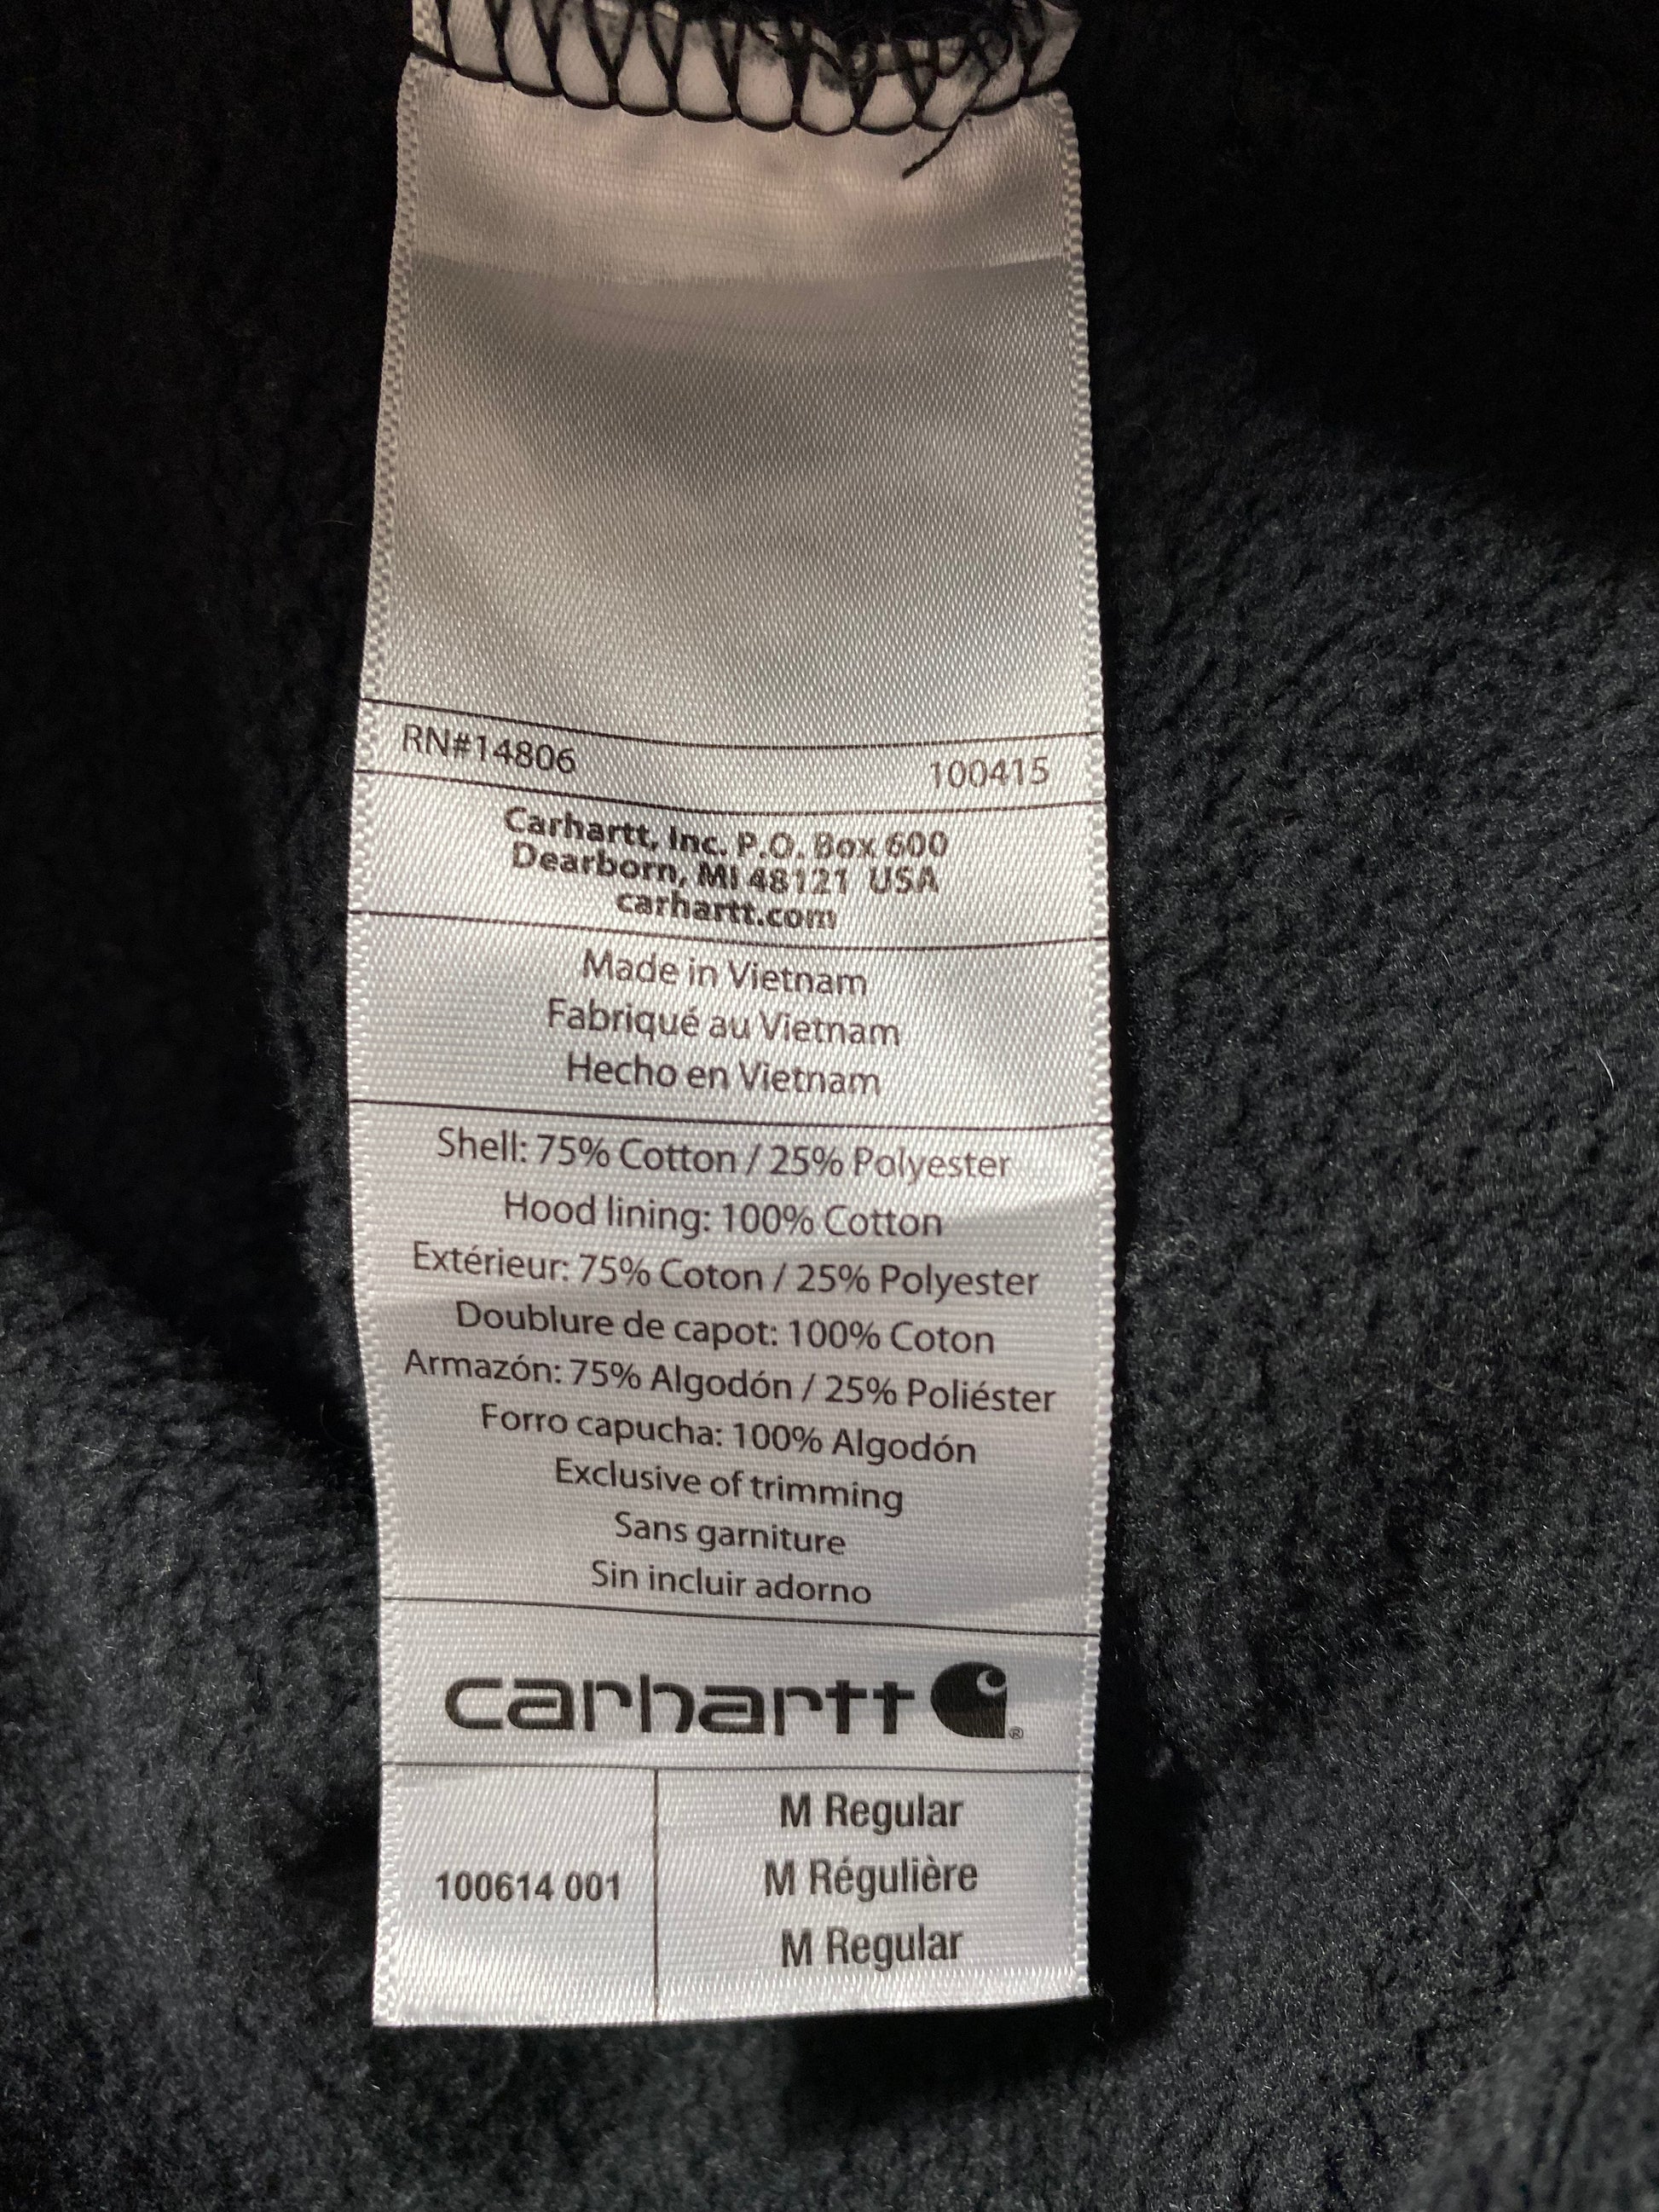 RN#14806 100415
Carhartt, Inc. P.O. Box 600
Dearborn, MI 48121 USA
carhartt.com
Made in Vietnam
Fabriqué au Vietnam
Hecho en Vietnam
Shell: 75% Cotton / 25% Polyester
Hood lining: 100% Cotton
Extérieur: 75% Coton / 25% Polyester
Doublure de capot: 100% Coton
Armazón: 75% Algodón / 25% Poliéster
Forro capucha: 100% Algodón
Exclusive of trimming
Sans garniture
Sin incluir adorno
carhartt ®
M Regular
100614 001 M Régulière
M Regular